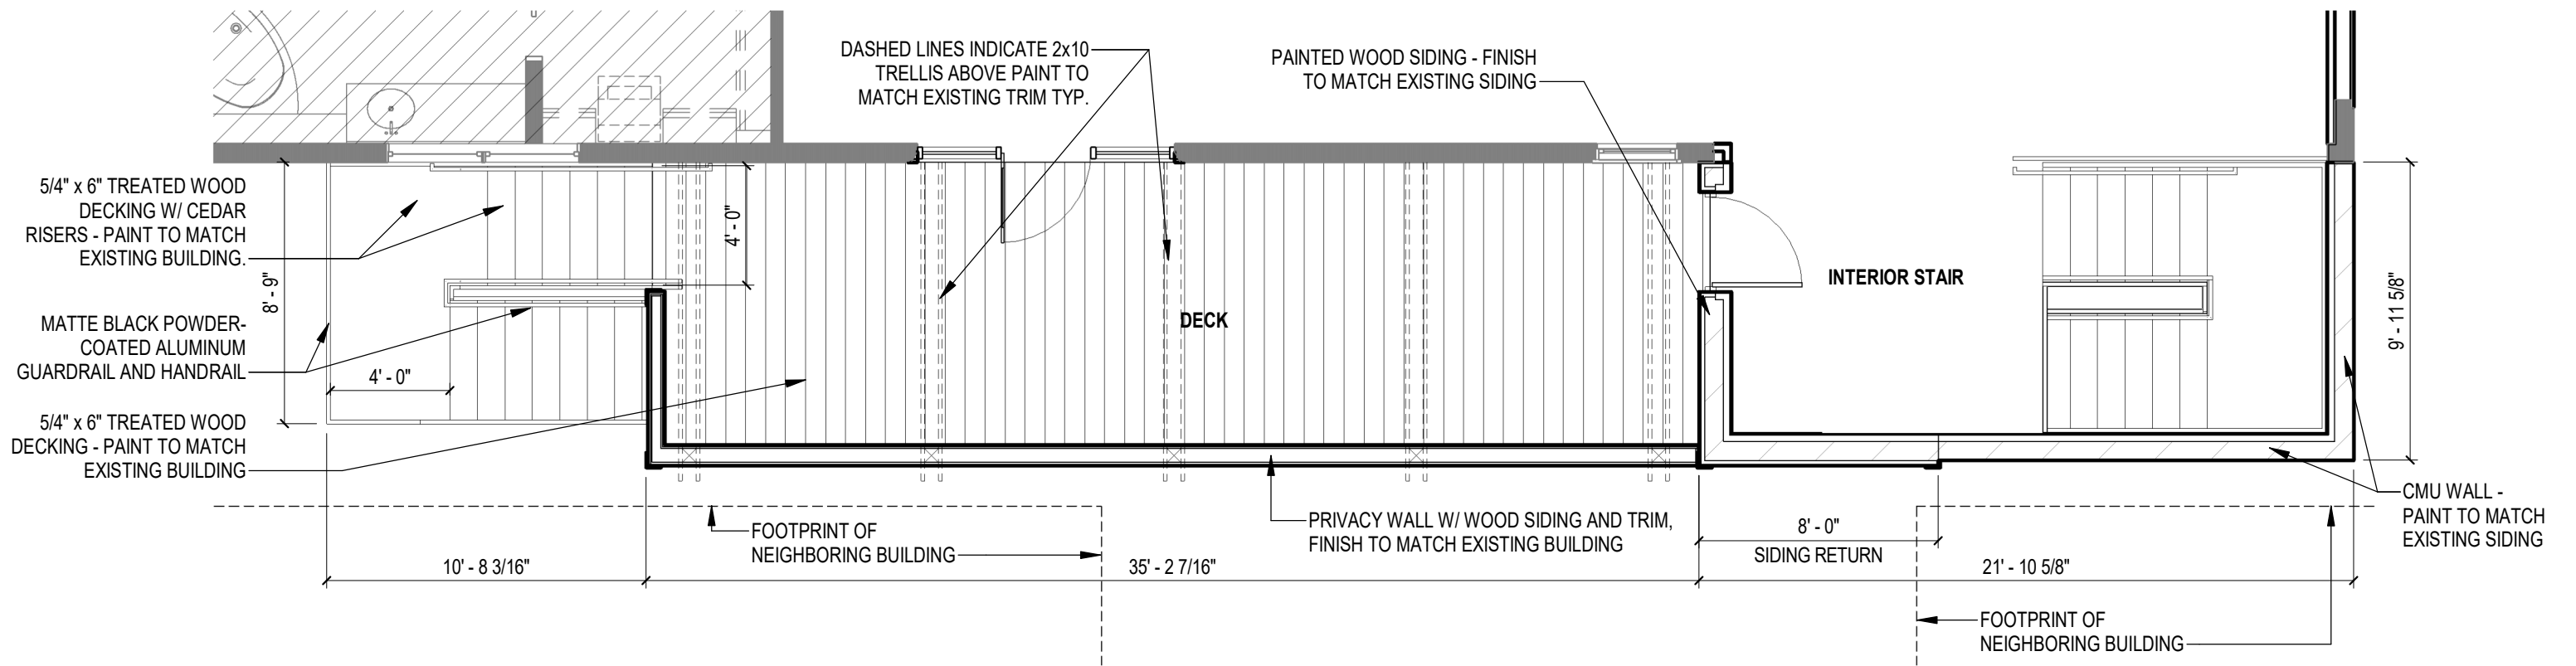 DASHED LINES INDICATE 2x10
TRELLIS ABOVE PAINT TO
MATCH EXISTING TRIM TYP.
PAINTED WOOD SIDING - FINISH
TO MATCH EXISTING SIDING
5/4" x 6" TREATED WOOD
DECKING W/ CEDAR
RISERS - PAINT TO MATCH
EXISTING BUILDING.
8' - 9"
4' - 0"
MATTE BLACK POWDER-
COATED ALUMINUM
GUARDRAIL AND HANDRAIL
4' - 0"
5/4" x 6" TREATED WOOD
DECKING - PAINT TO MATCH
EXISTING BUILDING
DECK
INTERIOR STAIR
9' - 11 5/8"
FOOTPRINT OF
NEIGHBORING BUILDING
PRIVACY WALL W/ WOOD SIDING AND TRIM,
FINISH TO MATCH EXISTING BUILDING
8' - 0"
SIDING RETURN
CMU WALL -
PAINT TO MATCH
EXISTING SIDING
10' - 8 3/16"
35' - 2 7/16"
21' - 10 5/8"
FOOTPRINT OF
NEIGHBORING BUILDING